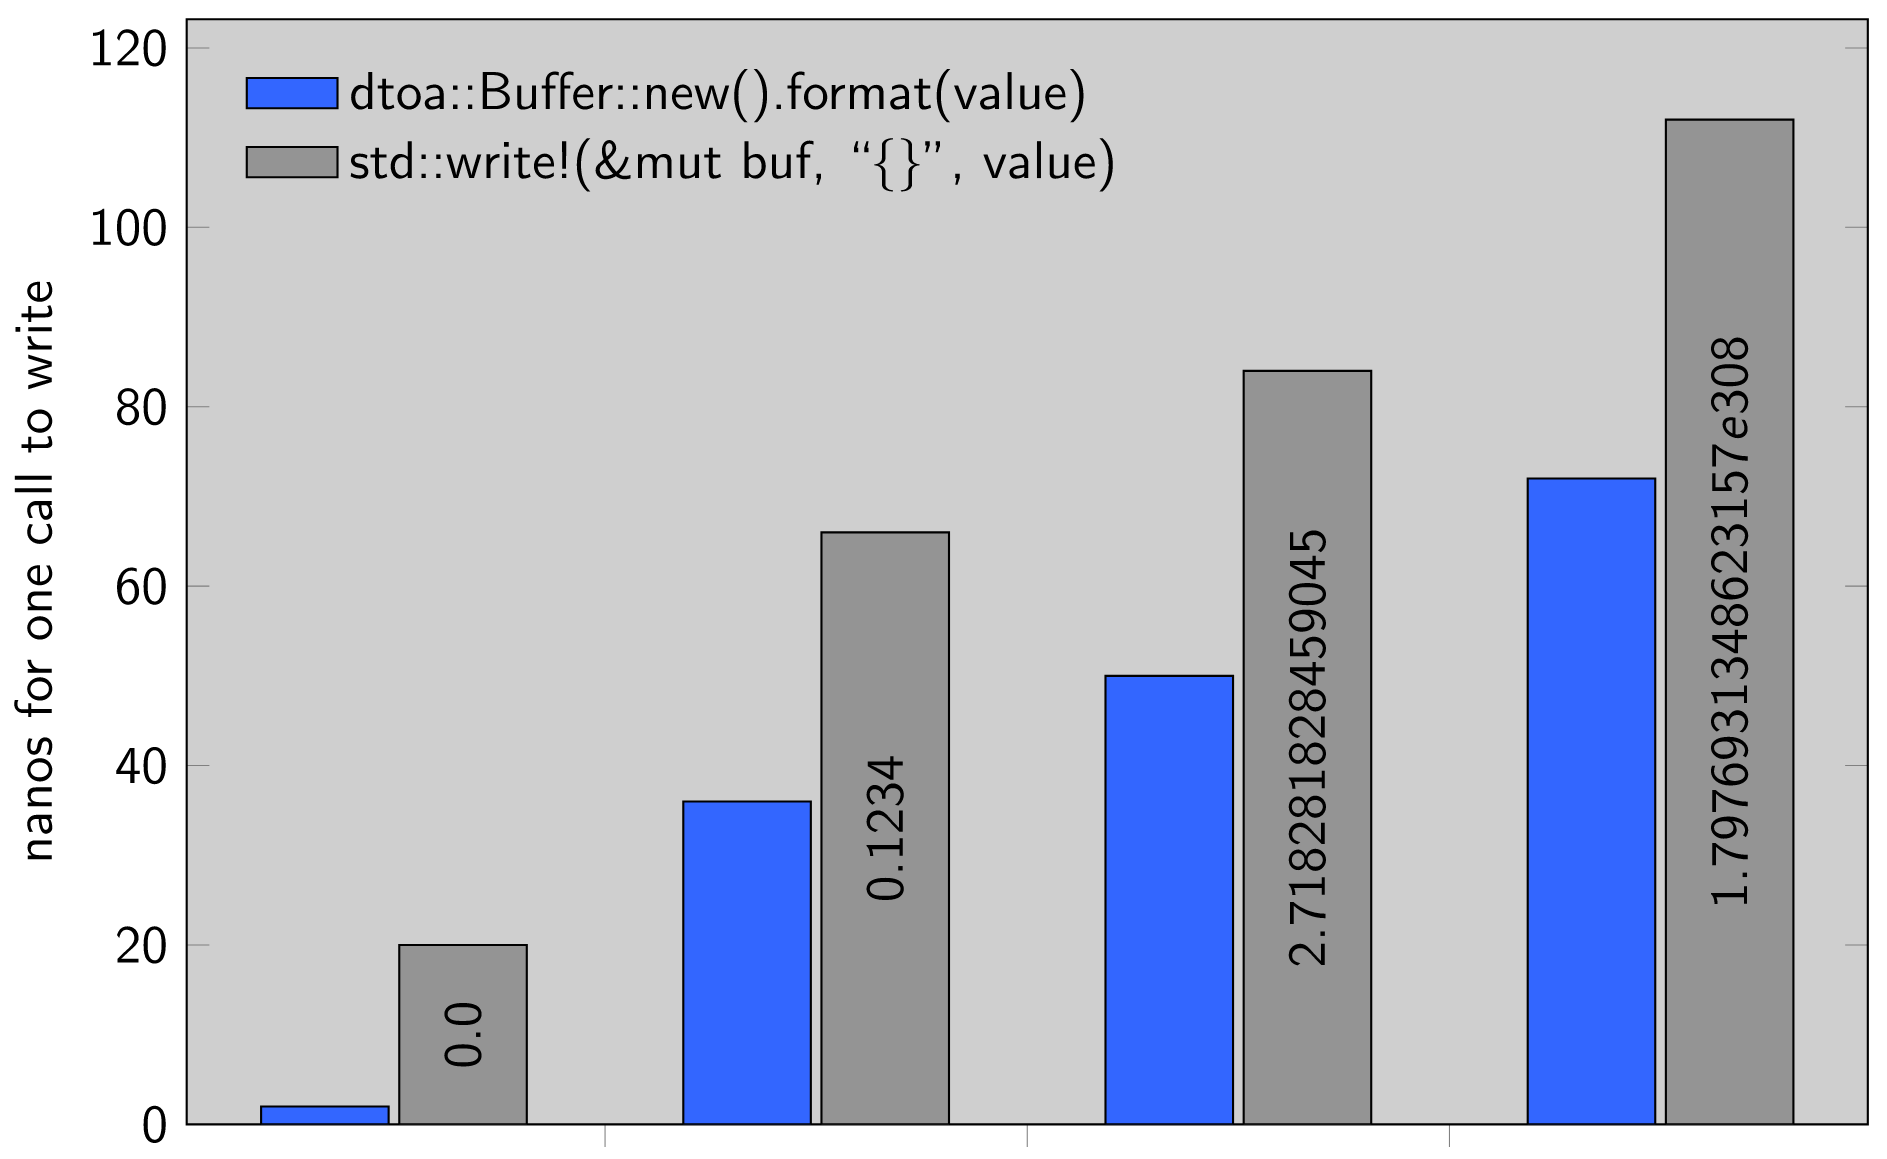 120
100
80
60
40
20
0
nanos for one call to write
dtoa::Buffer::new().format(value)
std::write!(&mut buf, “{}”, value)
0.0
0.1234
2.718281828459045
1.7976931348623157e308